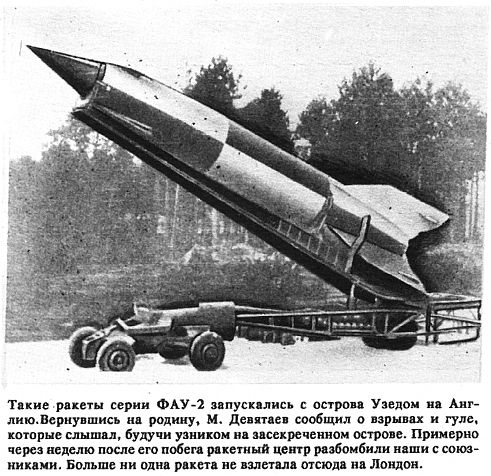 Такие ракеты серии ФАУ-2 запускались с острова Узедом на Анг-
лию.Вернувшись на родину, М. Девятаев сообщил о взрывах и гуле,
которые слышал, будучи узником на засекреченном острове. Примерно
через неделю после его побега ракетный центр разбомбили наши с союз-
никами. Больше ни одна ракета не взлетала отсюда на Лондон.